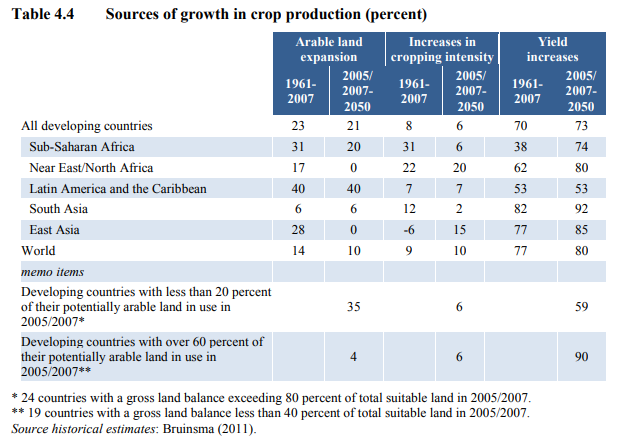 Table 4.4 Sources of growth in crop production (percent)
Arable land expansion Increases in cropping intensity Yield increases
1961-2007 2005/2007-2050 1961-2007 2005/2007-2050 1961-2007 2005/2007-2050
All developing countries 23 21 8 6 70 73
Sub-Saharan Africa 31 20 31 6 38 74
Near East/North Africa 17 0 22 20 62 80
Latin America and the Caribbean 40 40 7 7 53 53
South Asia 6 6 12 2 82 92
East Asia 28 0 -6 15 77 85
World 14 10 9 10 77 80
memo items
Developing countries with less than 20 percent
of their potentially arable land in use in 35 6 59
2005/2007*
Developing countries with over 60 percent of
their potentially arable land in use in 4 6 90
2005/2007**
* 24 countries with a gross land balance exceeding 80 percent of total suitable land in 2005/2007.
** 19 countries with a gross land balance less than 40 percent of total suitable land in 2005/2007.
Source historical estimates: Bruinsma (2011).